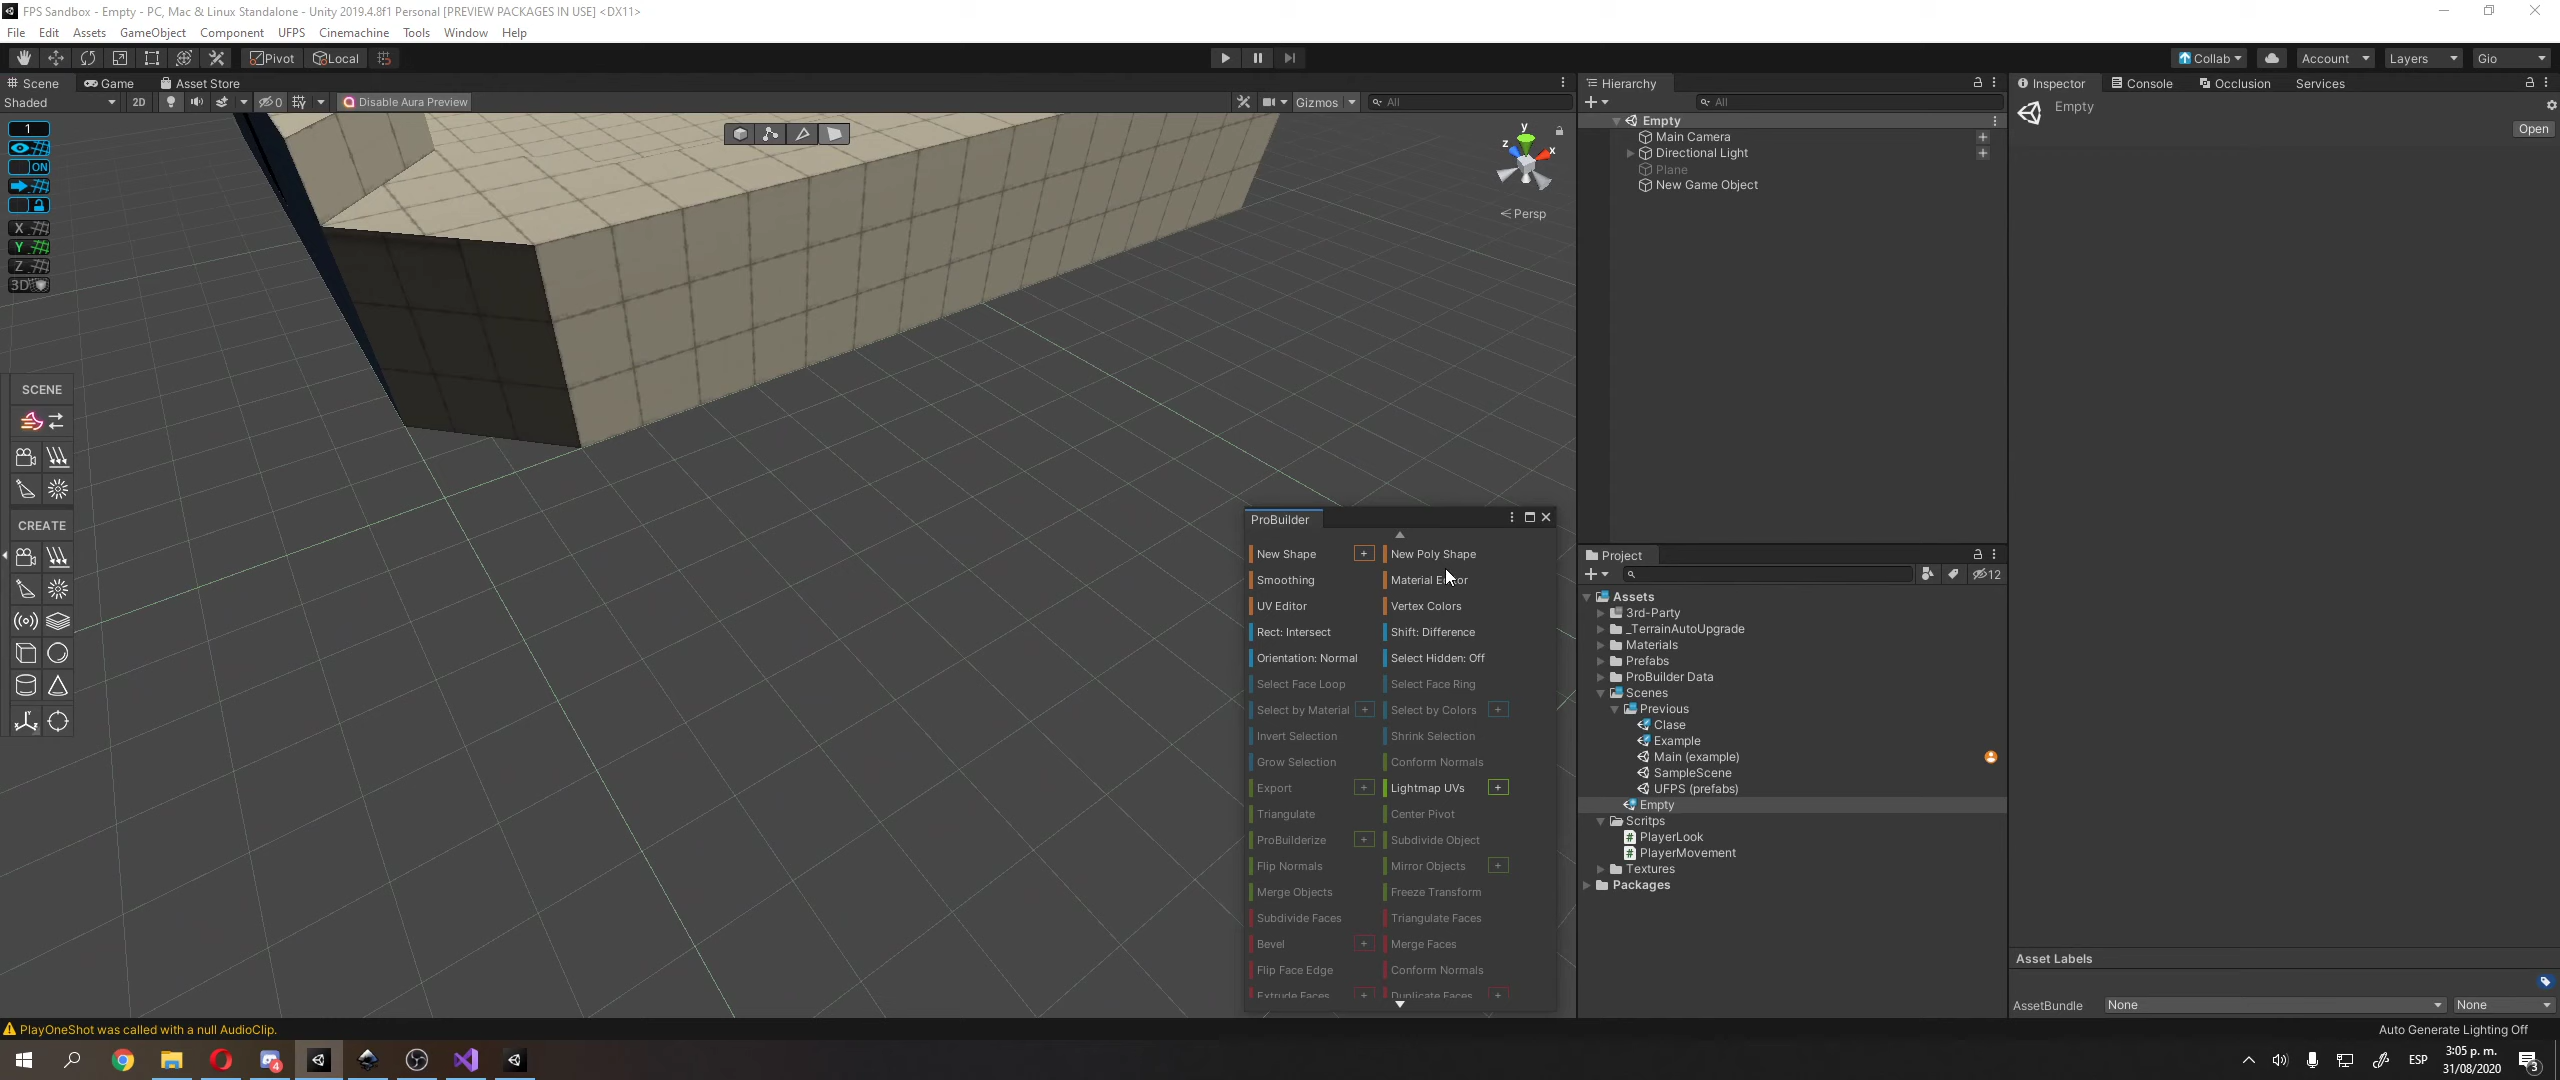 FPS Sandbox - Empty - PC, Mac & Linux Standalone - Unity 2019.4.8f1 Personal [PREVIEW PACKAGES IN USE] <DX11>
File Edit Assets GameObject Component UFPS Cinemachine Tools Window Help
Pivot Local Collab Account Layers Gio
Scene Game Asset Store
Shaded 2D 0 Disable Aura Preview Gizmos All
1
ON
X
Y
Z
3D
y
z x
Persp
SCENE
CREATE
ProBuilder
New Shape + New Poly Shape
Smoothing Material Editor
UV Editor Vertex Colors
Rect: Intersect Shift: Difference
Orientation: Normal Select Hidden: Off
Select Face Loop Select Face Ring
Select by Material + Select by Colors +
Invert Selection Shrink Selection
Grow Selection Conform Normals
Export + Lightmap UVs +
Triangulate Center Pivot
ProBuilderize + Subdivide Object
Flip Normals Mirror Objects +
Merge Objects Freeze Transform
Subdivide Faces Triangulate Faces
Bevel + Merge Faces
Flip Face Edge Conform Normals
Extrude Faces + Duplicate Faces +
Hierarchy
+ All
Empty
Main Camera +
Directional Light +
Plane
New Game Object
Project
+ 12
Assets
3rd-Party
_TerrainAutoUpgrade
Materials
Prefabs
ProBuilder Data
Scenes
Previous
Clase
Example
Main (example)
SampleScene
UFPS (prefabs)
Empty
Scritps
PlayerLook
PlayerMovement
Textures
Packages
Inspector Console Occlusion Services
Empty
Open
Asset Labels
AssetBundle None None
PlayOneShot was called with a null AudioClip.
Auto Generate Lighting Off
4
ESP
3:05 p. m.
31/08/2020
3